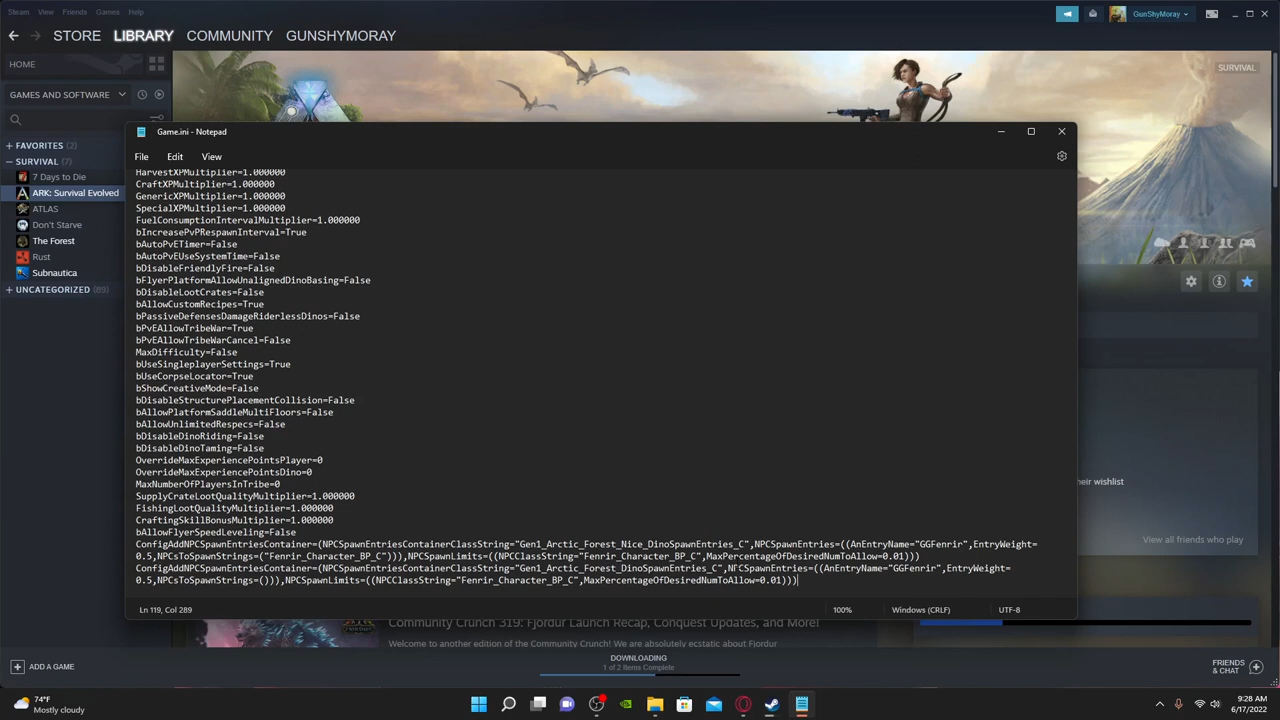 Steam View Friends Games Help
GunShyMoray
STORE LIBRARY COMMUNITY GUNSHYMORAY
HOME
SURVIVAL
GAMES AND SOFTWARE
FAVORITES (2)
SURVIVAL (7)
7 Days to Die
ARK: Survival Evolved
ATLAS
Don't Starve
The Forest
Rust
Subnautica
UNCATEGORIZED (89)
Game.ini - Notepad
File Edit View
HarvestXPMultiplier=1.000000
CraftXPMultiplier=1.000000
GenericXPMultiplier=1.000000
SpecialXPMultiplier=1.000000
FuelConsumptionIntervalMultiplier=1.000000
bIncreasePvPRespawnInterval=True
bAutoPvETimer=False
bAutoPvEUseSystemTime=False
bDisableFriendlyFire=False
bFlyerPlatformAllowUnalignedDinoBasing=False
bDisableLootCrates=False
bAllowCustomRecipes=True
bPassiveDefensesDamageRiderlessDinos=False
bPvEAllowTribeWar=True
bPvEAllowTribeWarCancel=False
MaxDifficulty=False
bUseSingleplayerSettings=True
bUseCorpseLocator=True
bShowCreativeMode=False
bDisableStructurePlacementCollision=False
bAllowPlatformSaddleMultiFloors=False
bAllowUnlimitedRespecs=False
bDisableDinoRiding=False
bDisableDinoTaming=False
OverrideMaxExperiencePointsPlayer=0
OverrideMaxExperiencePointsDino=0
MaxNumberOfPlayersInTribe=0
SupplyCrateLootQualityMultiplier=1.000000
FishingLootQualityMultiplier=1.000000
CraftingSkillBonusMultiplier=1.000000
bAllowFlyerSpeedLeveling=False
ConfigAddNPCSpawnEntriesContainer=(NPCSpawnEntriesContainerClassString="Gen1_Arctic_Forest_Nice_DinoSpawnEntries_C",NPCSpawnEntries=((AnEntryName="GGFenrir",EntryWeight=
0.5,NPCsToSpawnStrings=("Fenrir_Character_BP_C"))),NPCSpawnLimits=((NPCClassString="Fenrir_Character_BP_C",MaxPercentageOfDesiredNumToAllow=0.01)))
ConfigAddNPCSpawnEntriesContainer=(NPCSpawnEntriesContainerClassString="Gen1_Arctic_Forest_DinoSpawnEntries_C",NPCSpawnEntries=((AnEntryName="GGFenrir",EntryWeight=
0.5,NPCsToSpawnStrings=())),NPCSpawnLimits=((NPCClassString="Fenrir_Character_BP_C",MaxPercentageOfDesiredNumToAllow=0.01)))
Ln 119, Col 289 100% Windows (CRLF) UTF-8
heir wishlist
View all friends who play
Community Crunch 319: Fjordur Launch Recap, Conquest Updates, and More!
Welcome to another edition of the Community Crunch! We are absolutely ecstatic about Fjordur
ADD A GAME
DOWNLOADING
1 of 2 Items Complete
FRIENDS
& CHAT
74°F
Mostly cloudy
9:28 AM
6/17/2022